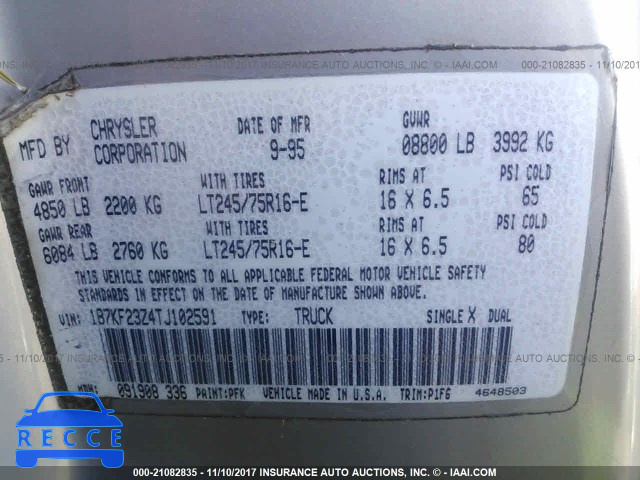 000-21082835 - 11/10/2017 INSURANCE AUTO AUCTIONS, INC. - © IAAI.COM
MFD BY CHRYSLER CORPORATION DATE OF MFR 9-95 GVWR 08800 LB 3992 KG
GAWR FRONT WITH TIRES RIMS AT PSI COLD
4850 LB 2200 KG LT245/75R16-E 16 X 6.5 65
GAWR REAR WITH TIRES RIMS AT PSI COLD
6084 LB 2760 KG LT245/75R16-E 16 X 6.5 80
THIS VEHICLE CONFORMS TO ALL APPLICABLE FEDERAL MOTOR VEHICLE SAFETY
STANDARDS IN EFFECT ON THE DATE OF MANUFACTURE SHOWN ABOVE.
VIN: 1B7KF23Z4TJ102591 TYPE: TRUCK SINGLE X DUAL
MDH: 091908 336 PAINT:PFK VEHICLE MADE IN U.S.A. TRIM:P1F6 4648503
RECCE
000-21082835 - 11/10/2017 INSURANCE AUTO AUCTIONS, INC. - © IAAI.COM